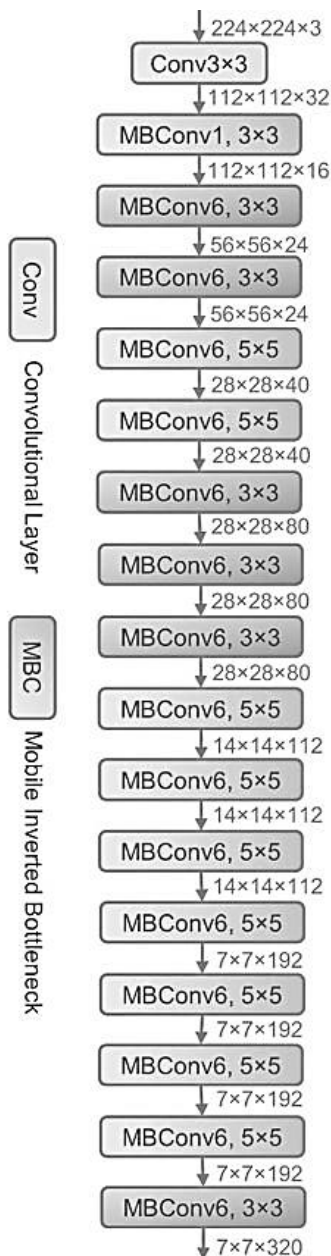 224×224×3
Conv3×3
112×112×32
MBConv1, 3×3
112×112×16
MBConv6, 3×3
56×56×24
MBConv6, 3×3
56×56×24
MBConv6, 5×5
28×28×40
MBConv6, 5×5
28×28×40
MBConv6, 3×3
28×28×80
MBConv6, 3×3
28×28×80
MBConv6, 3×3
28×28×80
MBConv6, 5×5
14×14×112
MBConv6, 5×5
14×14×112
MBConv6, 5×5
14×14×112
MBConv6, 5×5
7×7×192
MBConv6, 5×5
7×7×192
MBConv6, 5×5
7×7×192
MBConv6, 5×5
7×7×192
MBConv6, 3×3
7×7×320
Conv Convolutional Layer
MBC Mobile Inverted Bottleneck